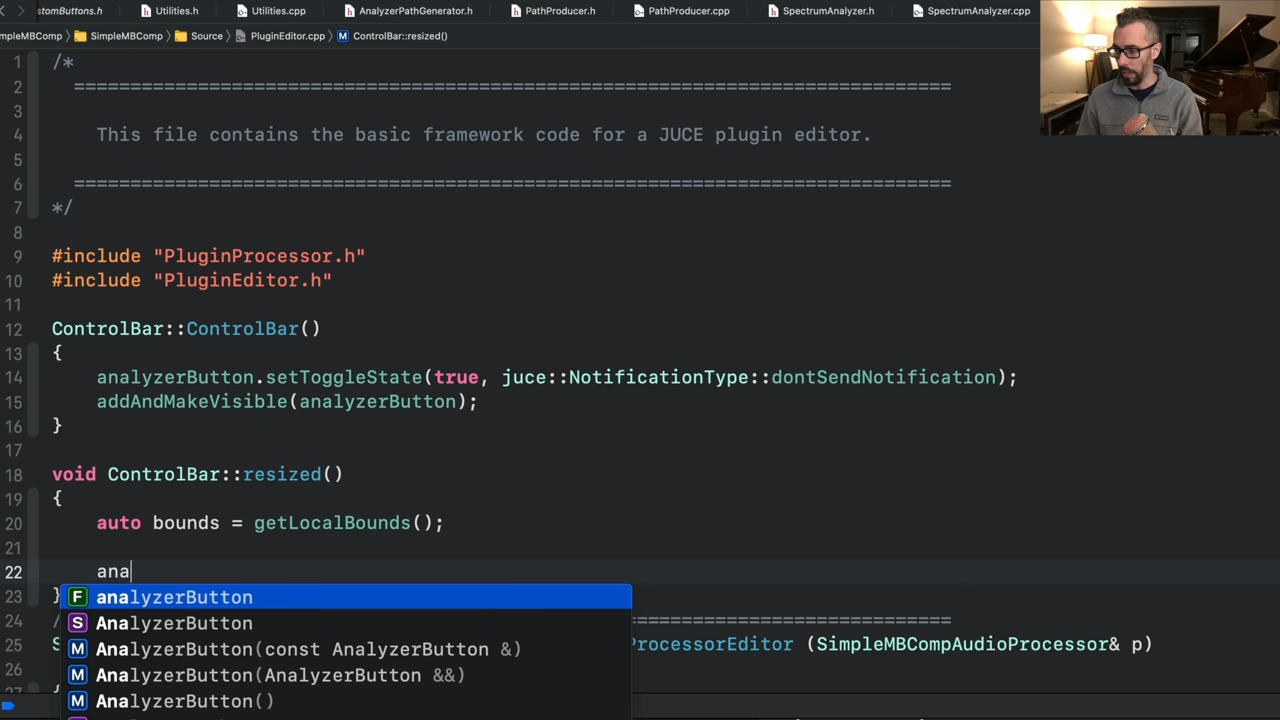 stomButtons.h Utilities.h Utilities.cpp AnalyzerPathGenerator.h PathProducer.h PathProducer.cpp SpectrumAnalyzer.h SpectrumAnalyzer.cpp
mpleMBComp SimpleMBComp Source PluginEditor.cpp M ControlBar::resized()
1 /*
2 ==============================================================================
3
4 This file contains the basic framework code for a JUCE plugin editor.
5
6 ==============================================================================
7 */
8
9 #include "PluginProcessor.h"
10 #include "PluginEditor.h"
11
12 ControlBar::ControlBar()
13 {
14 analyzerButton.setToggleState(true, juce::NotificationType::dontSendNotification);
15 addAndMakeVisible(analyzerButton);
16 }
17
18 void ControlBar::resized()
19 {
20 auto bounds = getLocalBounds();
21
22 ana
23 }
F analyzerButton
24 / ==============================
S AnalyzerButton
25 S ProcessorEditor (SimpleMBCompAudioProcessor& p)
M AnalyzerButton(const AnalyzerButton &)
26
M AnalyzerButton(AnalyzerButton &&)
27 {
M AnalyzerButton()